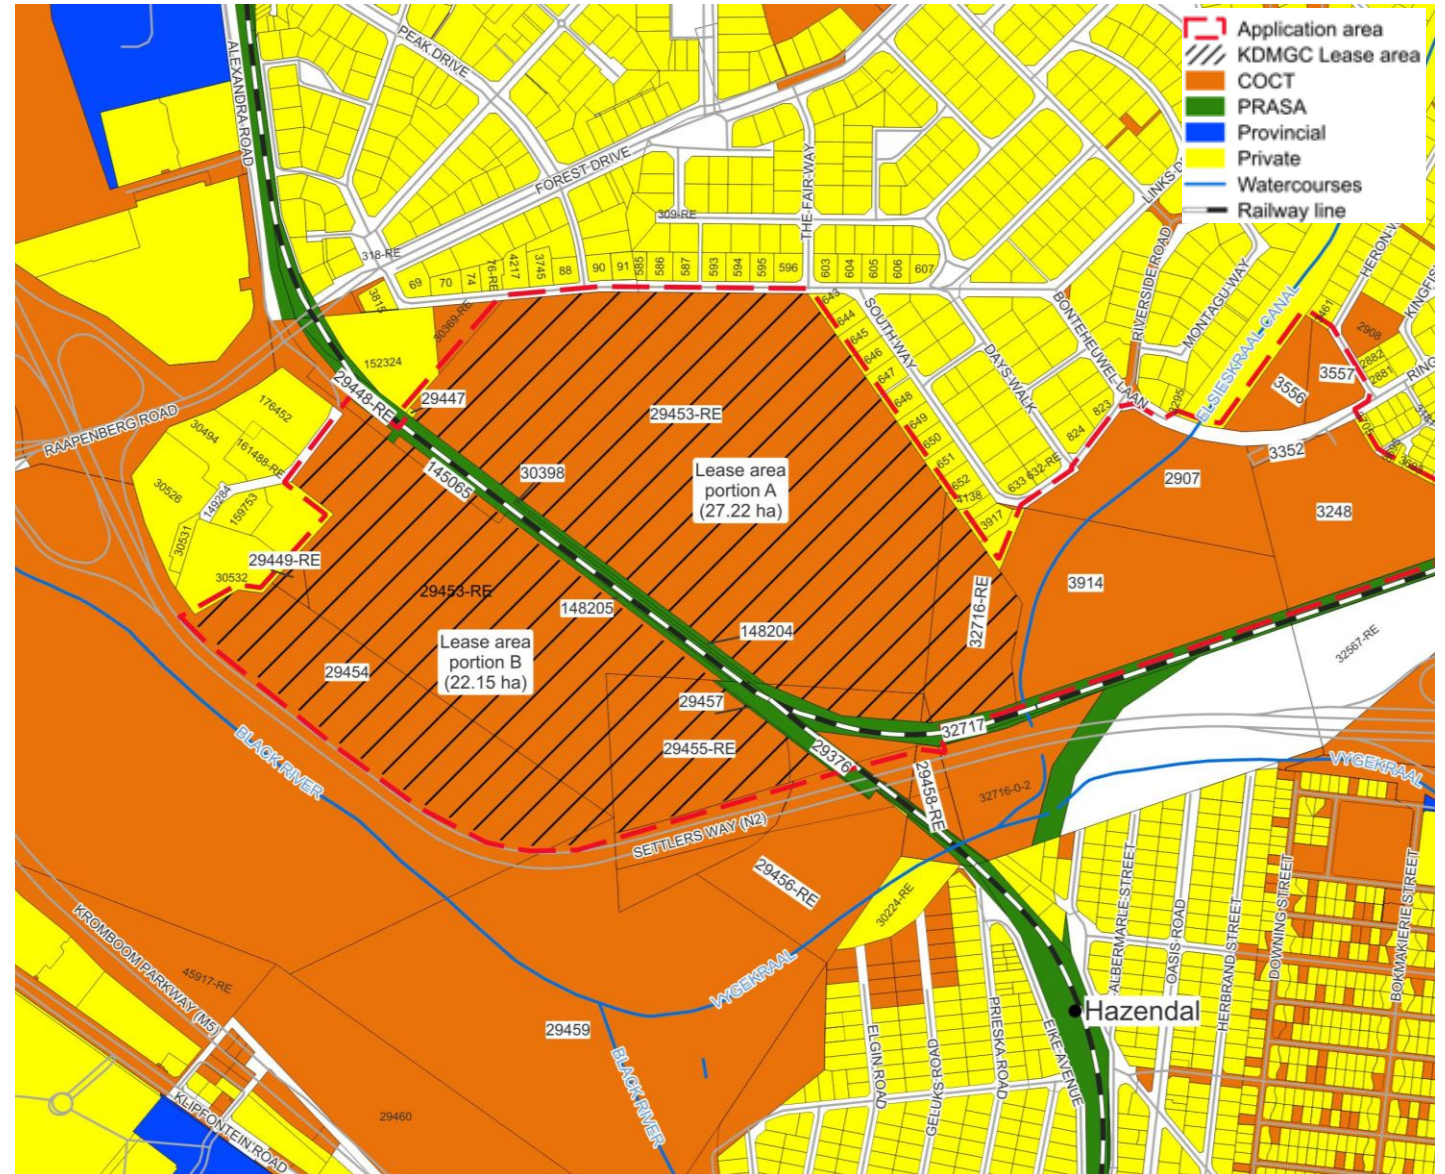 Application area
KDMGC Lease area
COCT
PRASA
Provincial
Private
Watercourses
Railway line
PEAK DRIVE
ALEXANDRA ROAD
FOREST DRIVE
THE FAIR WAY
LINKS D
309-RE
318-RE
RIVERSIDE ROAD
MONTAGU WAY
HERON W
KINGFIS
69
70
74
76-RE
4217
3745
88
90
91
585
586
587
593
594
595
596
603
604
605
606
607
3815
30369-RE
152324
643
644
645
646
647
648
649
650
651
652
4138
3917
SOUTH WAY
DAYS WALK
BONTEHEUWEL LAAN
ELSIESKRAAL CANAL
461
2908
2882
2881
RING
3557
3556
3295
823
824
632-RE
633
3705
3352
2907
3248
3914
29448-RE
29447
29453-RE
176452
30494
161488-RE
30526
149284
159753
30531
30532
RAAPENBERG ROAD
145065
30398
Lease area
portion A
(27.22 ha)
29449-RE
29453-RE
148205
148204
32716-RE
32567-RE
Lease area
portion B
(22.15 ha)
29454
29457
29455-RE
32717
29376
29458-RE
32716-0-2
BLACK RIVER
SETTLERS WAY (N2)
VYGEKRAAL
29456-RE
30224-RE
KROMBOOM PARKWAY (M5)
45917-RE
VYGEKRAAL
29459
BLACK RIVER
29460
KLIPFONTEIN ROAD
Hazendal
ELGIN ROAD
GELUKS ROAD
PRIESKA ROAD
EIKE AVENUE
ALBERMARLE STREET
OASIS ROAD
HERBRAND STREET
DOWNING STREET
BOKMAKIERIE STREET